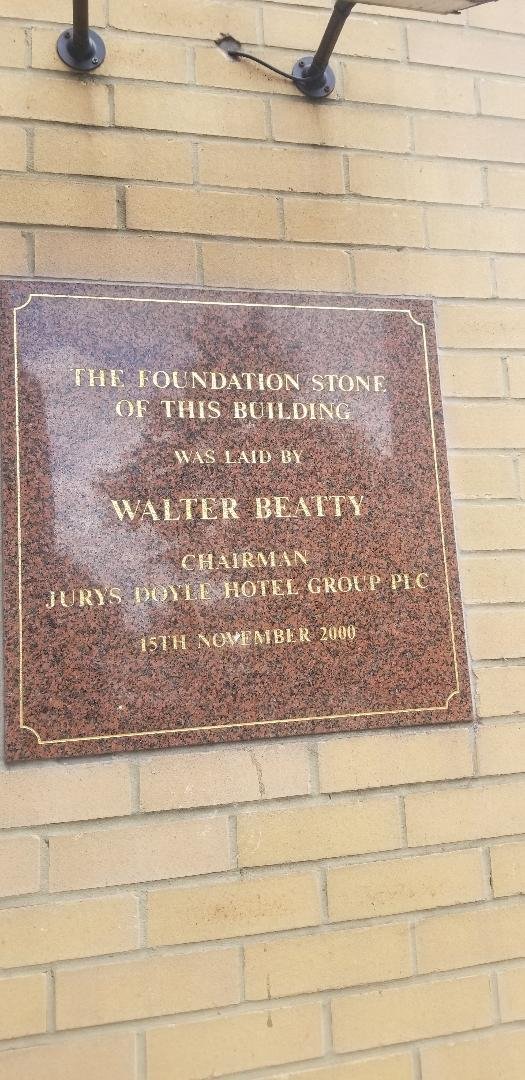 THE FOUNDATION STONE
OF THIS BUILDING
WAS LAID BY
WALTER BEATTY
CHAIRMAN
JURYS DOYLE HOTEL GROUP PLC
15TH NOVEMBER 2000